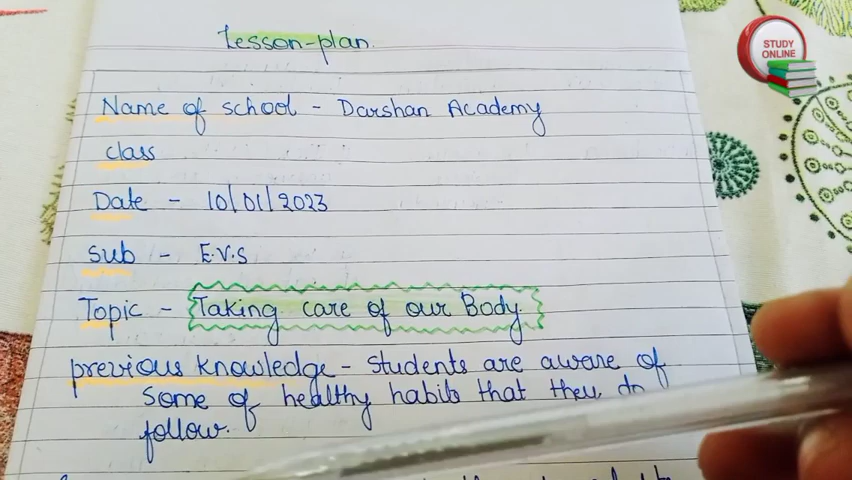 Lesson-plan.
STUDY
ONLINE
Name of school - Darshan Academy
class
Date - 10/01/2023
sub - E.V.S
Topic - Taking care of our Body.
previous knowledge - Students are aware of
some of healthy habits that they do
follow.